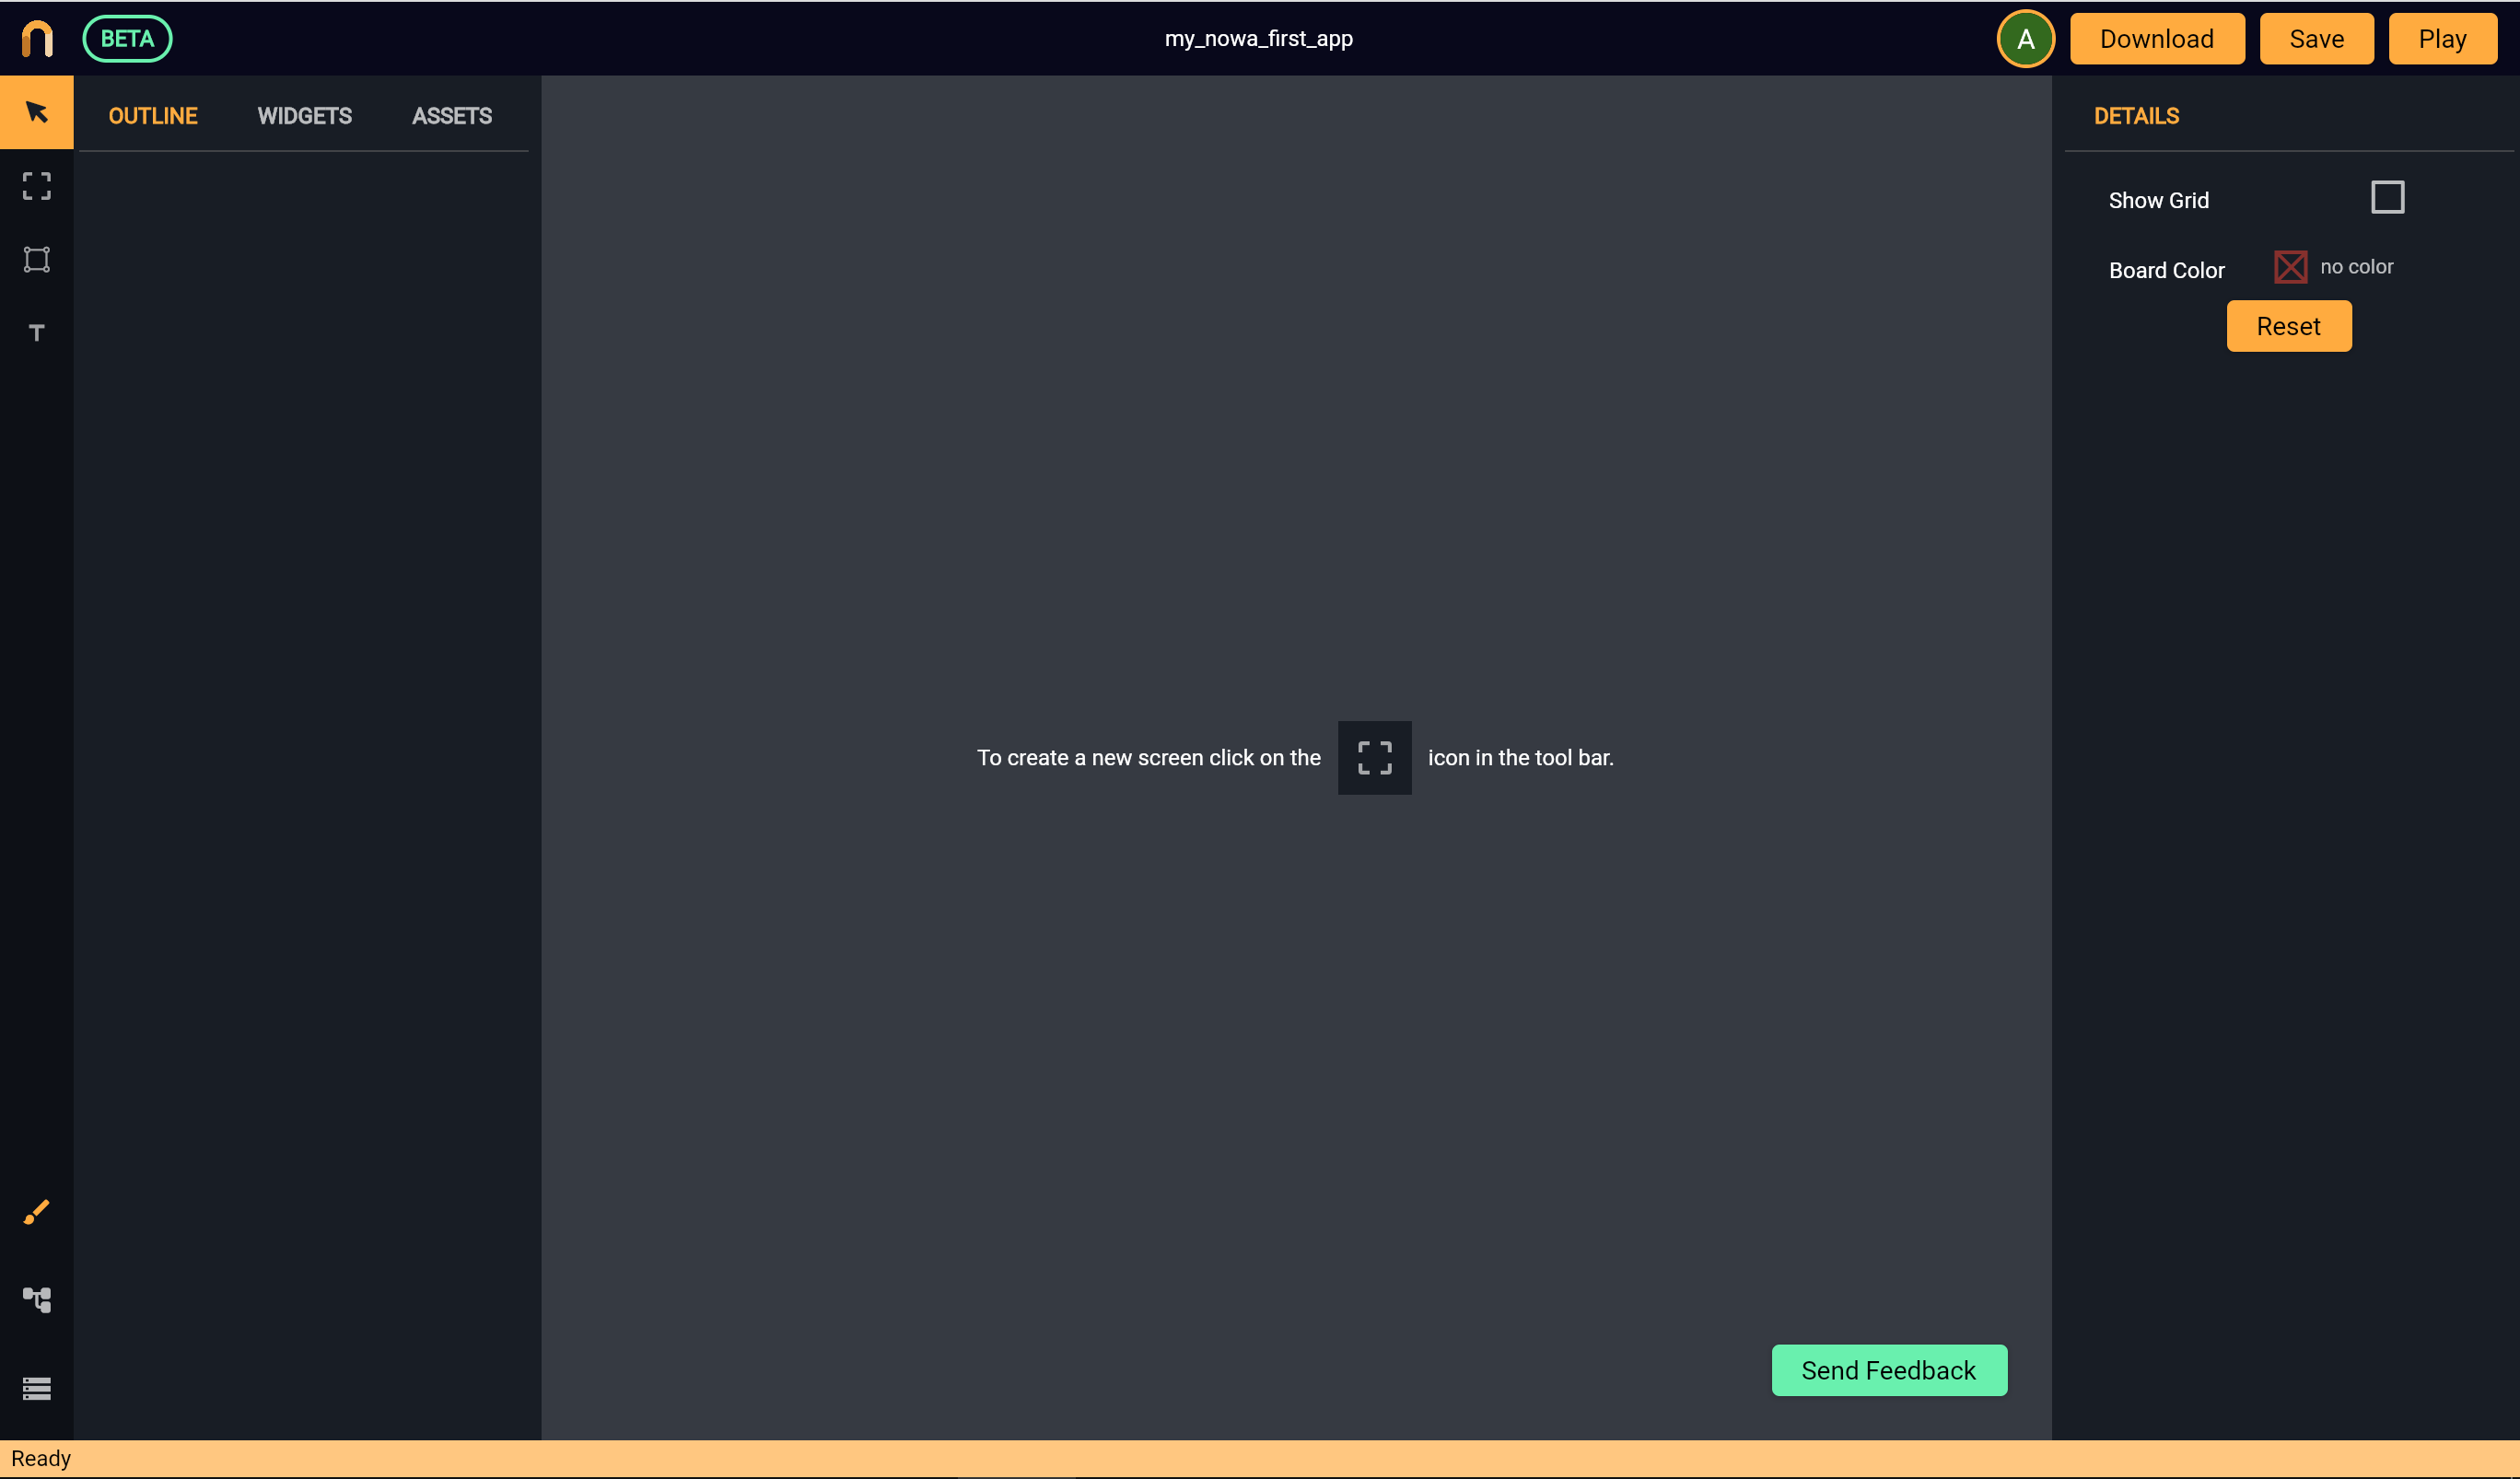 BETA
my_nowa_first_app
A
Download
Save
Play
OUTLINE
WIDGETS
ASSETS
DETAILS
Show Grid
Board Color
no color
Reset
T
To create a new screen click on the icon in the tool bar.
Send Feedback
Ready